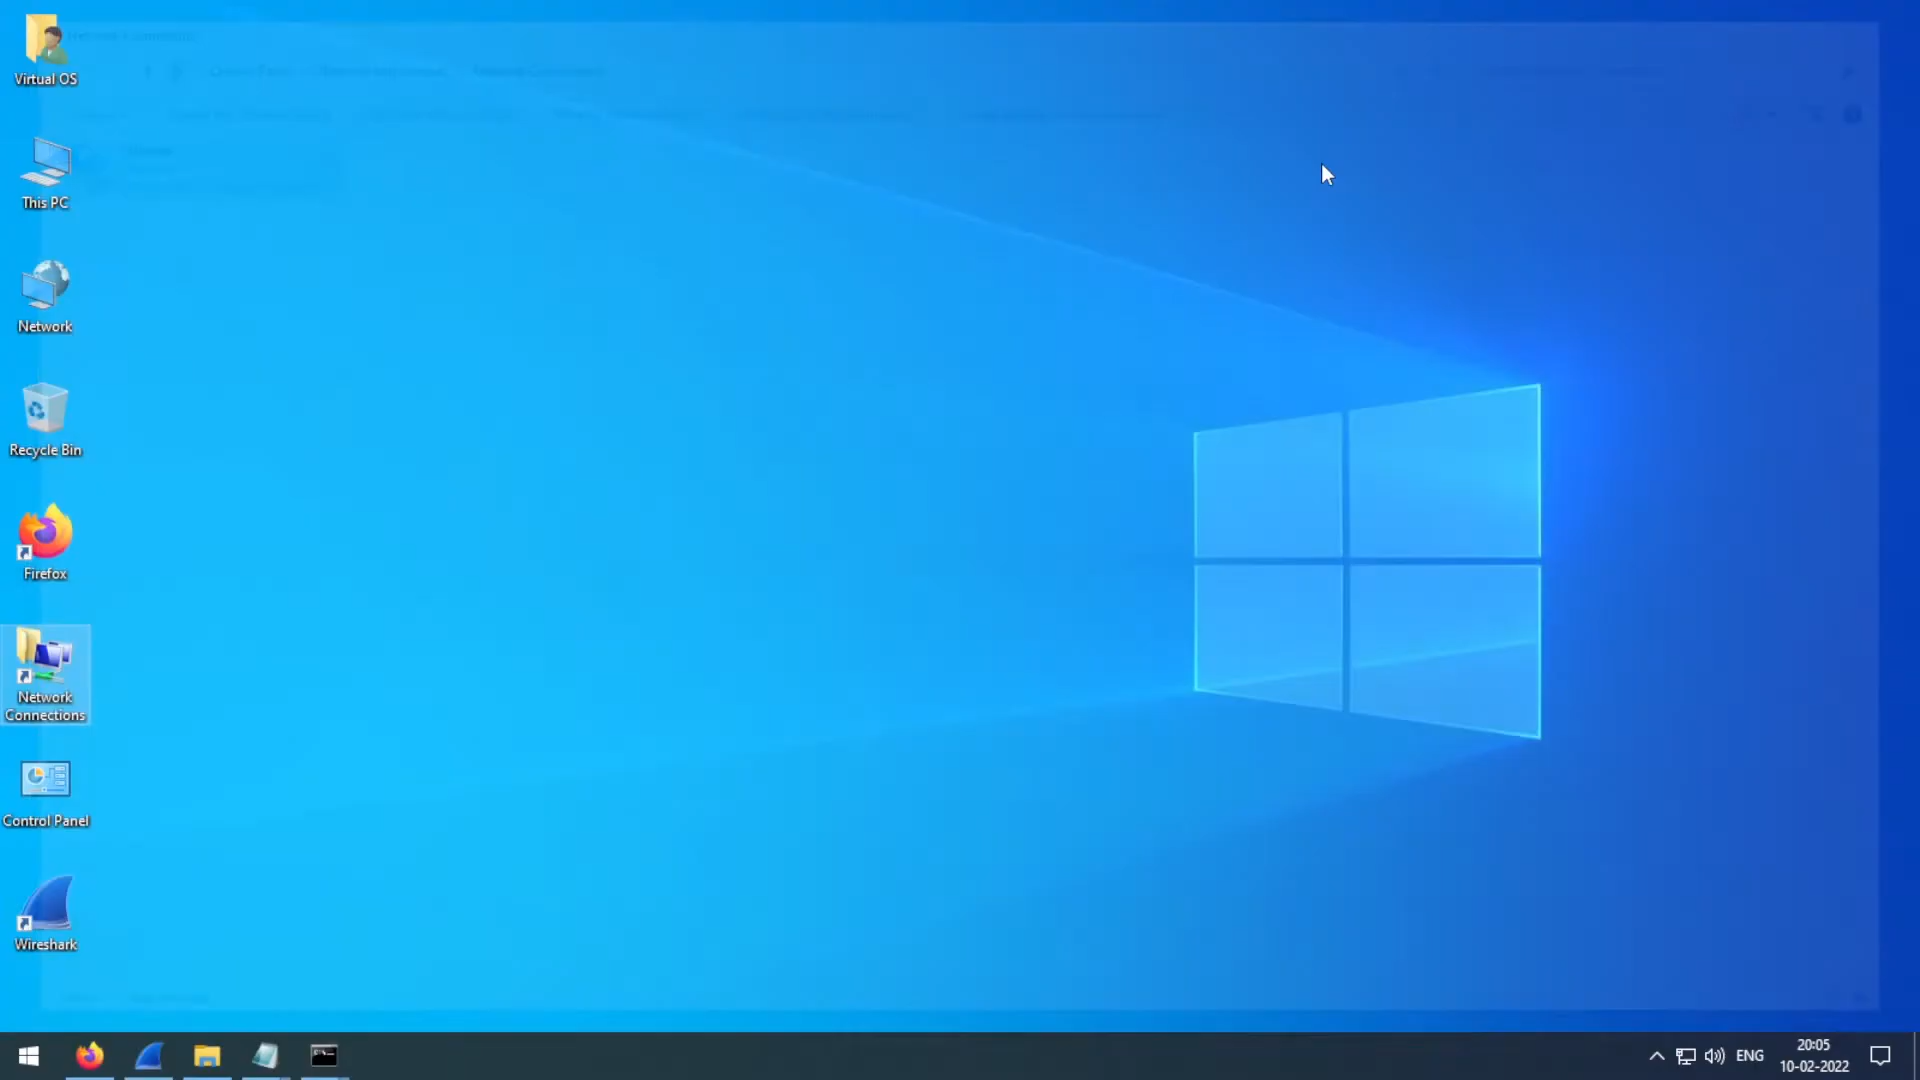 Virtual OS
This PC
Network
Recycle Bin
Firefox
Network
Connections
Control Panel
Wireshark
ENG
20:05
10-02-2022